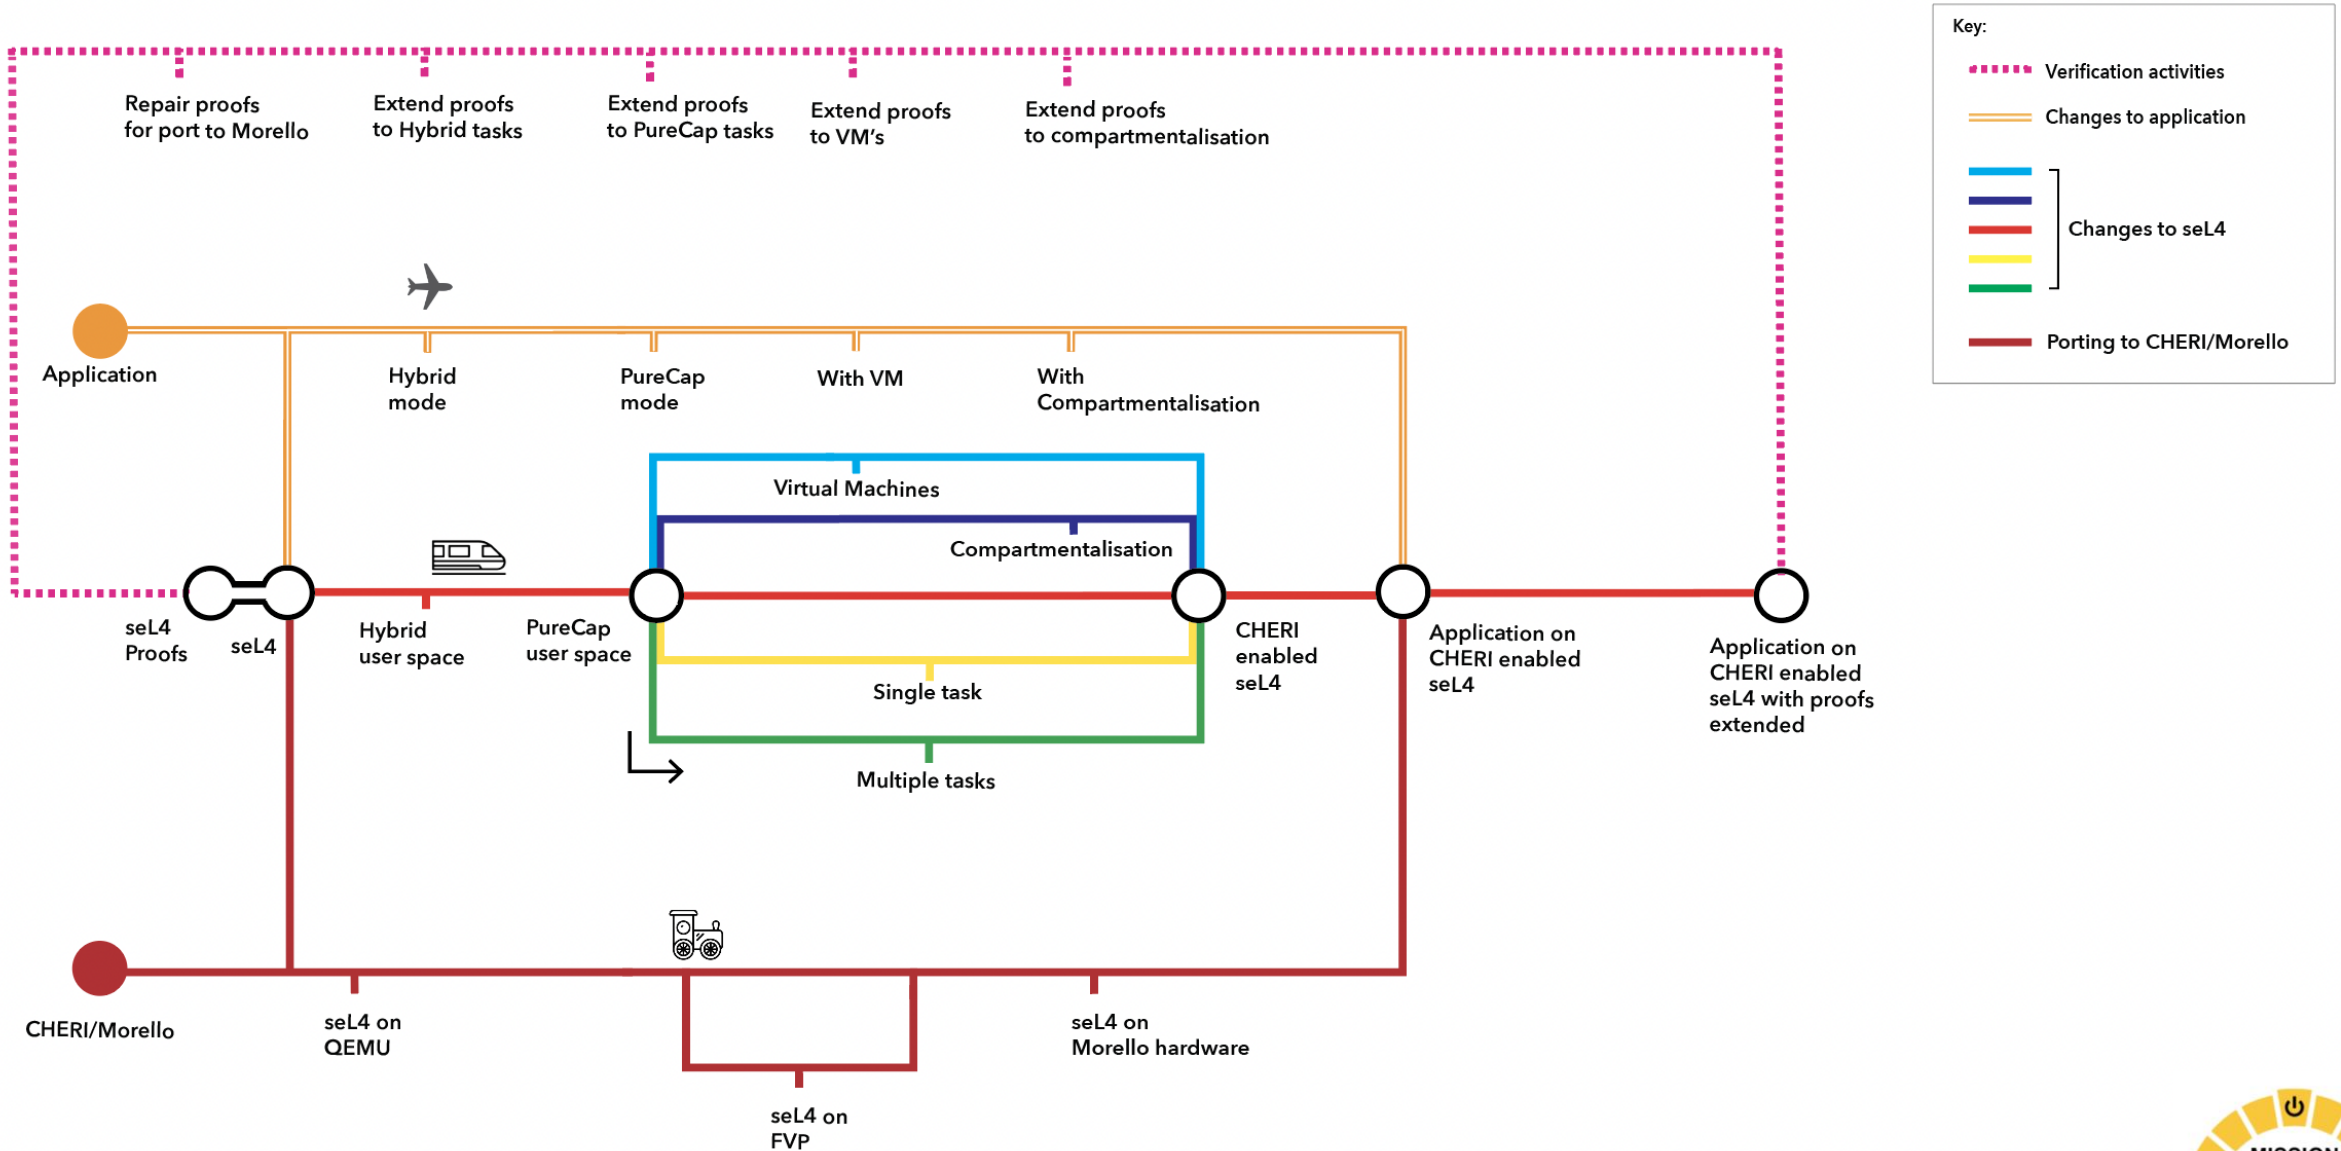 Key:
Verification activities
Changes to application
Changes to seL4
Porting to CHERI/Morello
Repair proofs
for port to Morello
Extend proofs
to Hybrid tasks
Extend proofs
to PureCap tasks
Extend proofs
to VM's
Extend proofs
to compartmentalisation
Application
Hybrid
mode
PureCap
mode
With VM
With
Compartmentalisation
Virtual Machines
Compartmentalisation
seL4
Proofs
seL4
Hybrid
user space
PureCap
user space
CHERI
enabled
seL4
Application on
CHERI enabled
seL4
Application on
CHERI enabled
seL4 with proofs
extended
Single task
Multiple tasks
CHERI/Morello
seL4 on
QEMU
seL4 on
FVP
seL4 on
Morello hardware